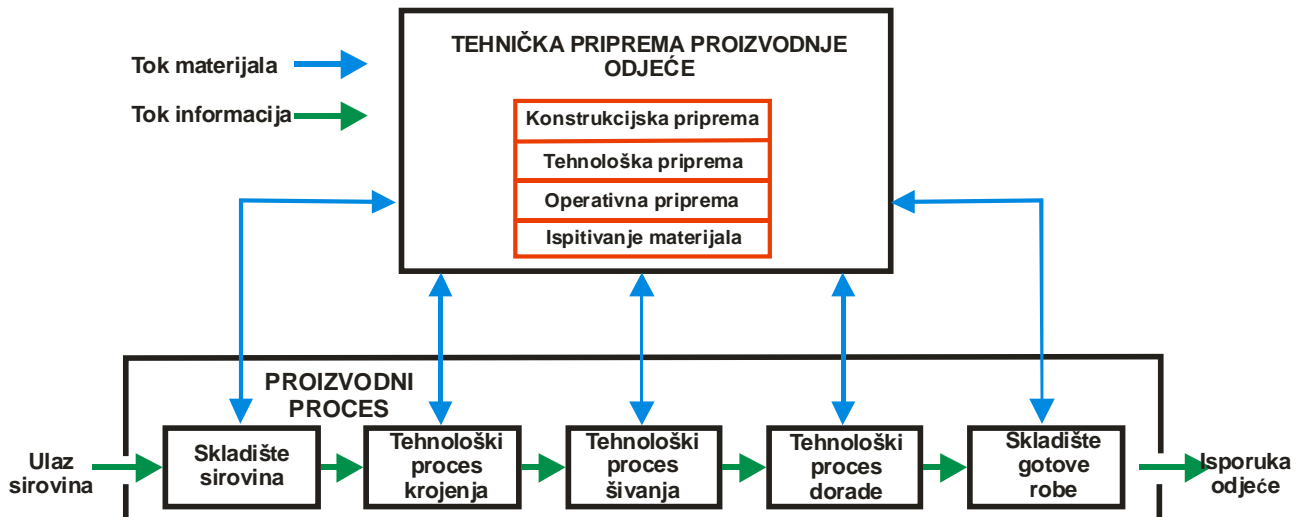 TEHNIČKA PRIPREMA PROIZVODNJE
ODJEĆE
Tok materijala
Tok informacija
Konstrukcijska priprema
Tehnološka priprema
Operativna priprema
Ispitivanje materijala
PROIZVODNI
PROCES
Ulaz
sirovina
Skladište
sirovina
Tehnološki
proces
krojenja
Tehnološki
proces
šivanja
Tehnološki
proces
dorade
Skladište
gotove
robe
Isporuka
odjeće